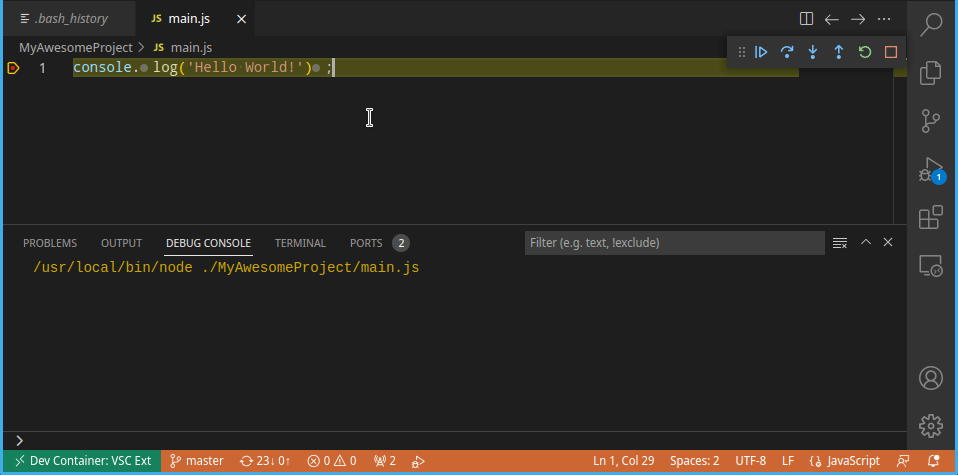 .bash_history
JS main.js
MyAwesomeProject > JS main.js
1 console. log('Hello World!') ;
PROBLEMS OUTPUT DEBUG CONSOLE TERMINAL PORTS 2
Filter (e.g. text, !exclude)
/usr/local/bin/node ./MyAwesomeProject/main.js
1
>
Dev Container: VSC Ext master 23↓ 0↑ 0 0 2 Ln 1, Col 29 Spaces: 2 UTF-8 LF JavaScript